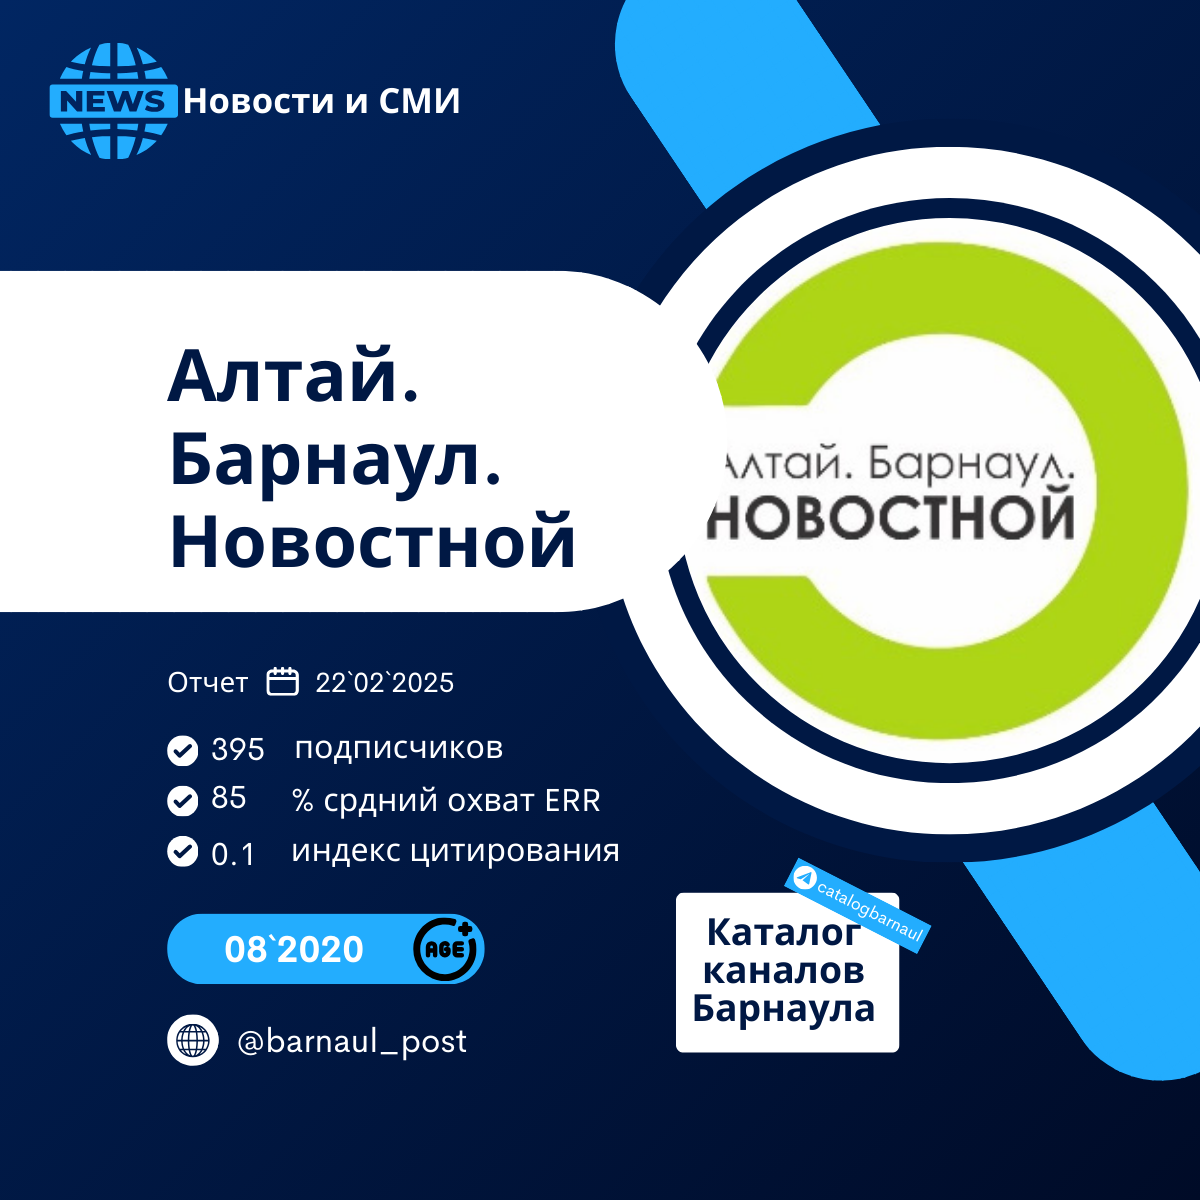 NEWS
Новости и СМИ
Алтай.
Барнаул.
Новостной
Алтай. Барнаул.
НОВОСТНОЙ
Отчет 22`02`2025
395 подписчиков
85 % срдний охват ERR
0.1 индекс цитирования
08`2020 AGE+
@barnaul_post
catalogbarnaul
Каталог
каналов
Барнаула